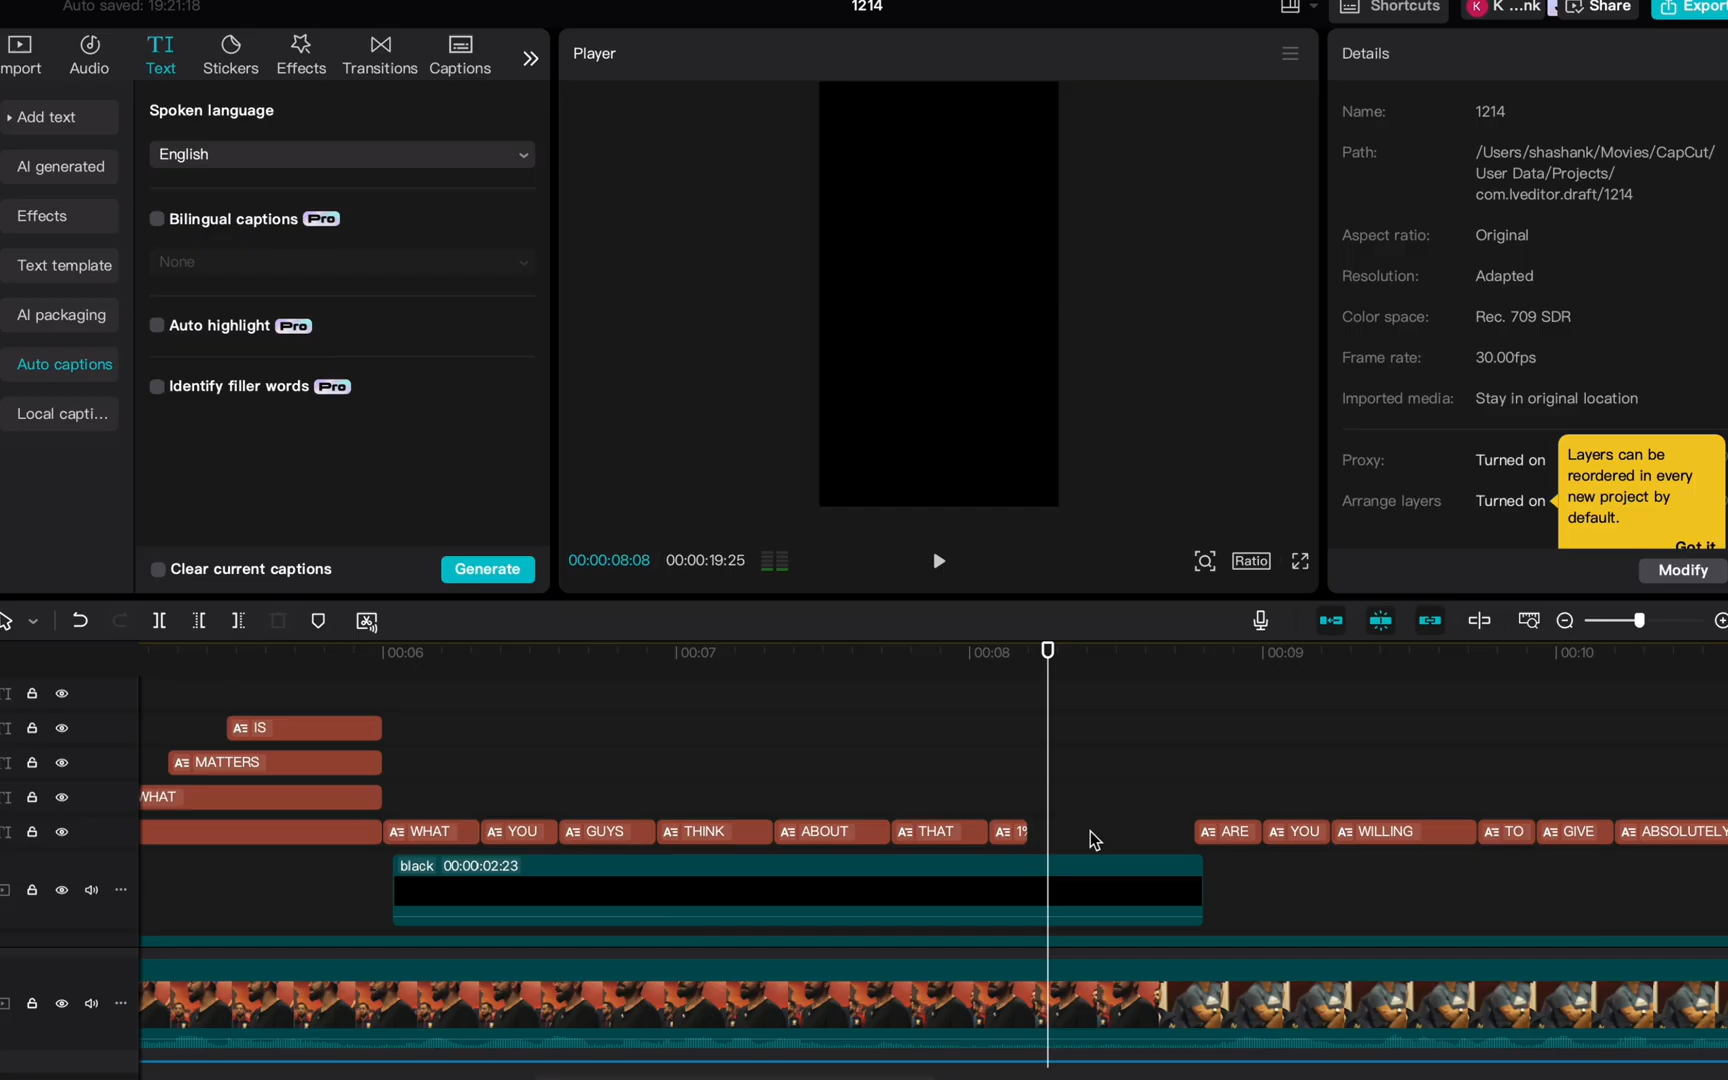 Auto saved: 19:21:18
1214
Shortcuts
K
K ...nk
Share
Export
mport
Audio
TI
Text
Stickers
Effects
Transitions
Captions
Player
Details
Add text
AI generated
Effects
Text template
AI packaging
Auto captions
Local capti...
Spoken language
English
Bilingual captions Pro
None
Auto highlight Pro
Identify filler words Pro
Clear current captions
Generate
00:00:08:08
00:00:19:25
Ratio
Name:
1214
Path:
/Users/shashank/Movies/CapCut/
User Data/Projects/
com.lveditor.draft/1214
Aspect ratio:
Original
Resolution:
Adapted
Color space:
Rec. 709 SDR
Frame rate:
30.00fps
Imported media:
Stay in original location
Proxy:
Turned on
Arrange layers
Turned on
Layers can be
reordered in every
new project by
default.
Got it
Modify
00:06
00:07
00:08
00:09
00:10
IS
MATTERS
WHAT
WHAT
YOU
GUYS
THINK
ABOUT
THAT
1%
ARE
YOU
WILLING
TO
GIVE
ABSOLUTELY
black 00:00:02:23